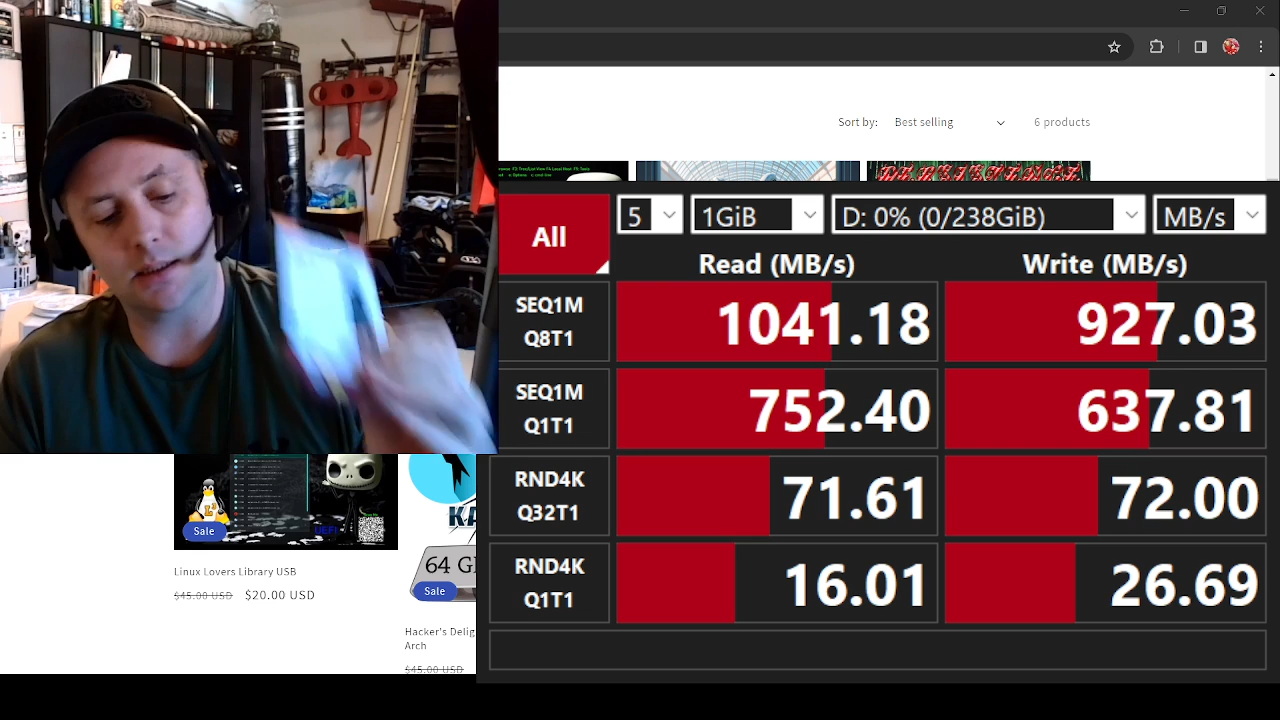 Sort by:
Best selling
6 products
All
5
1GiB
D: 0% (0/238GiB)
MB/s
Read (MB/s)
Write (MB/s)
SEQ1M
Q8T1
1041.18
927.03
SEQ1M
Q1T1
752.40
637.81
RND4K
Q32T1
71.61
72.00
RND4K
Q1T1
16.01
26.69
Sale
UEFI
Linux Lovers Library USB
$45.00 USD
$20.00 USD
KA
64 G
Sale
Hacker's Delig
Arch
$45.00 USD